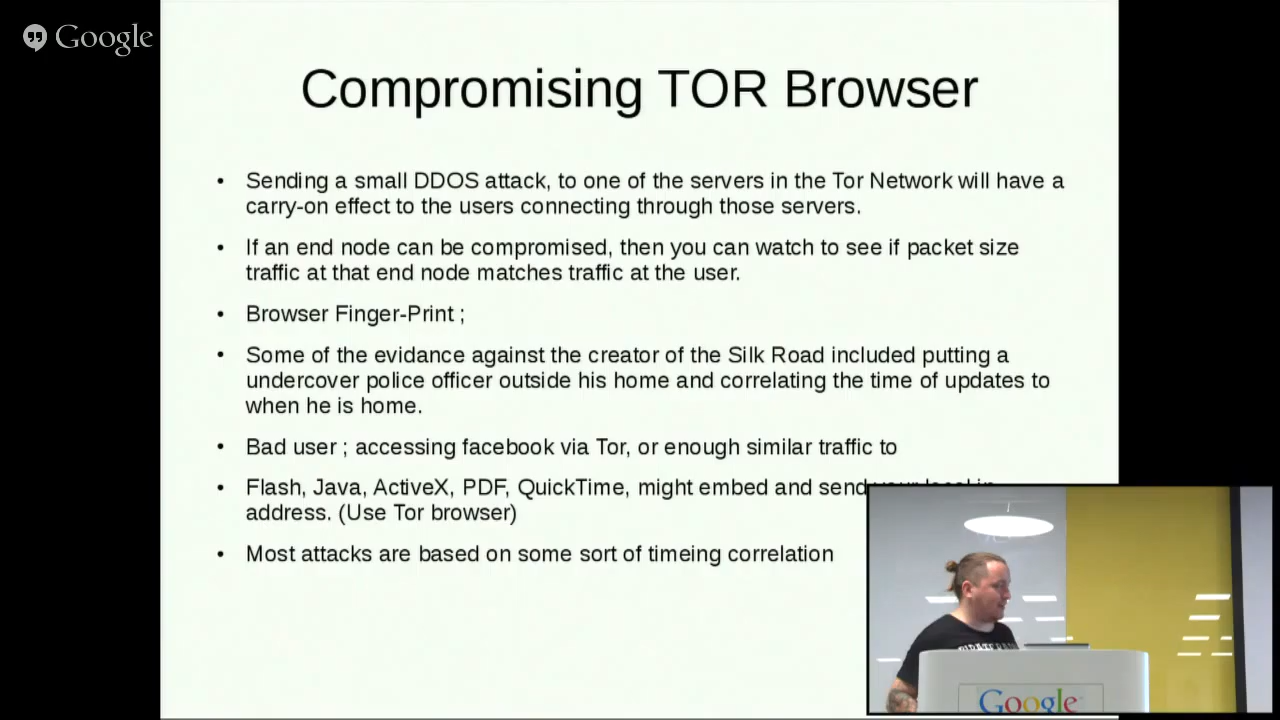 Google
Compromising TOR Browser
• Sending a small DDOS attack, to one of the servers in the Tor Network will have a
carry-on effect to the users connecting through those servers.
• If an end node can be compromised, then you can watch to see if packet size
traffic at that end node matches traffic at the user.
• Browser Finger-Print ;
• Some of the evidance against the creator of the Silk Road included putting a
undercover police officer outside his home and correlating the time of updates to
when he is home.
• Bad user ; accessing facebook via Tor, or enough similar traffic to
• Flash, Java, ActiveX, PDF, QuickTime, might embed and send
address. (Use Tor browser)
• Most attacks are based on some sort of timeing correlation
Google